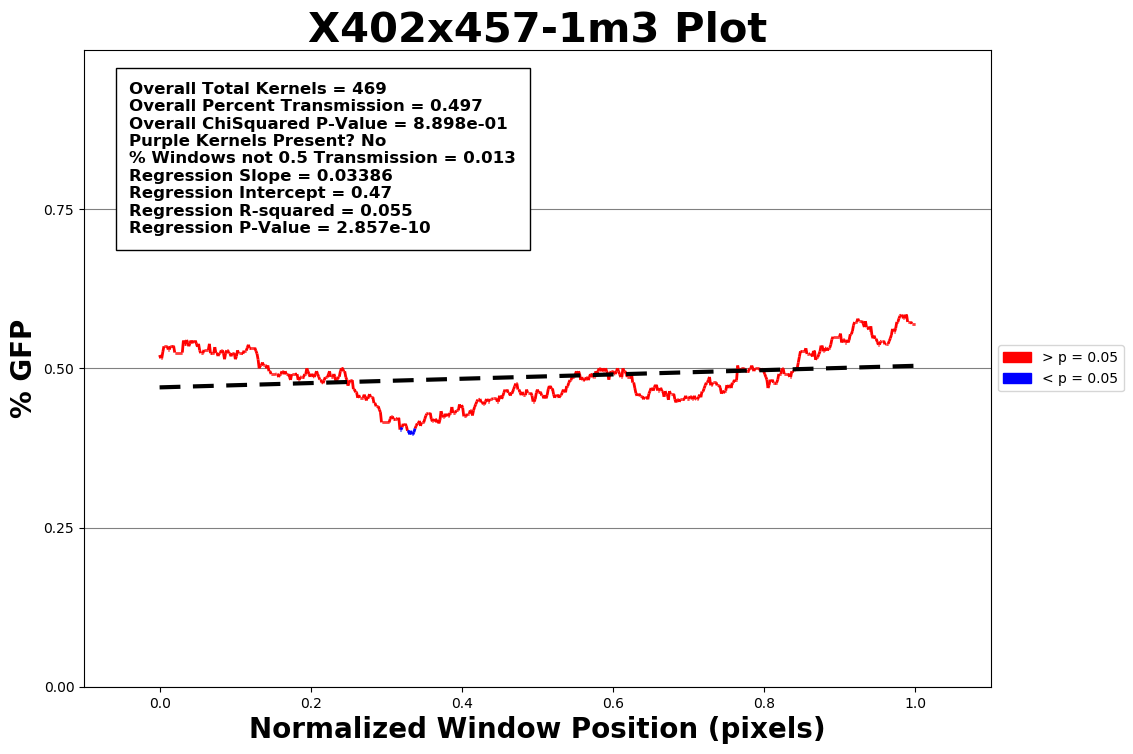 X402x457-1m3 Plot
Overall Total Kernels = 469
Overall Percent Transmission = 0.497
Overall ChiSquared P-Value = 8.898e-01
Purple Kernels Present? No
% Windows not 0.5 Transmission = 0.013
Regression Slope = 0.03386
Regression Intercept = 0.47
Regression R-squared = 0.055
Regression P-Value = 2.857e-10
0.75
0.50
0.25
0.00
% GFP
> p = 0.05
< p = 0.05
0.0 0.2 0.4 0.6 0.8 1.0
Normalized Window Position (pixels)